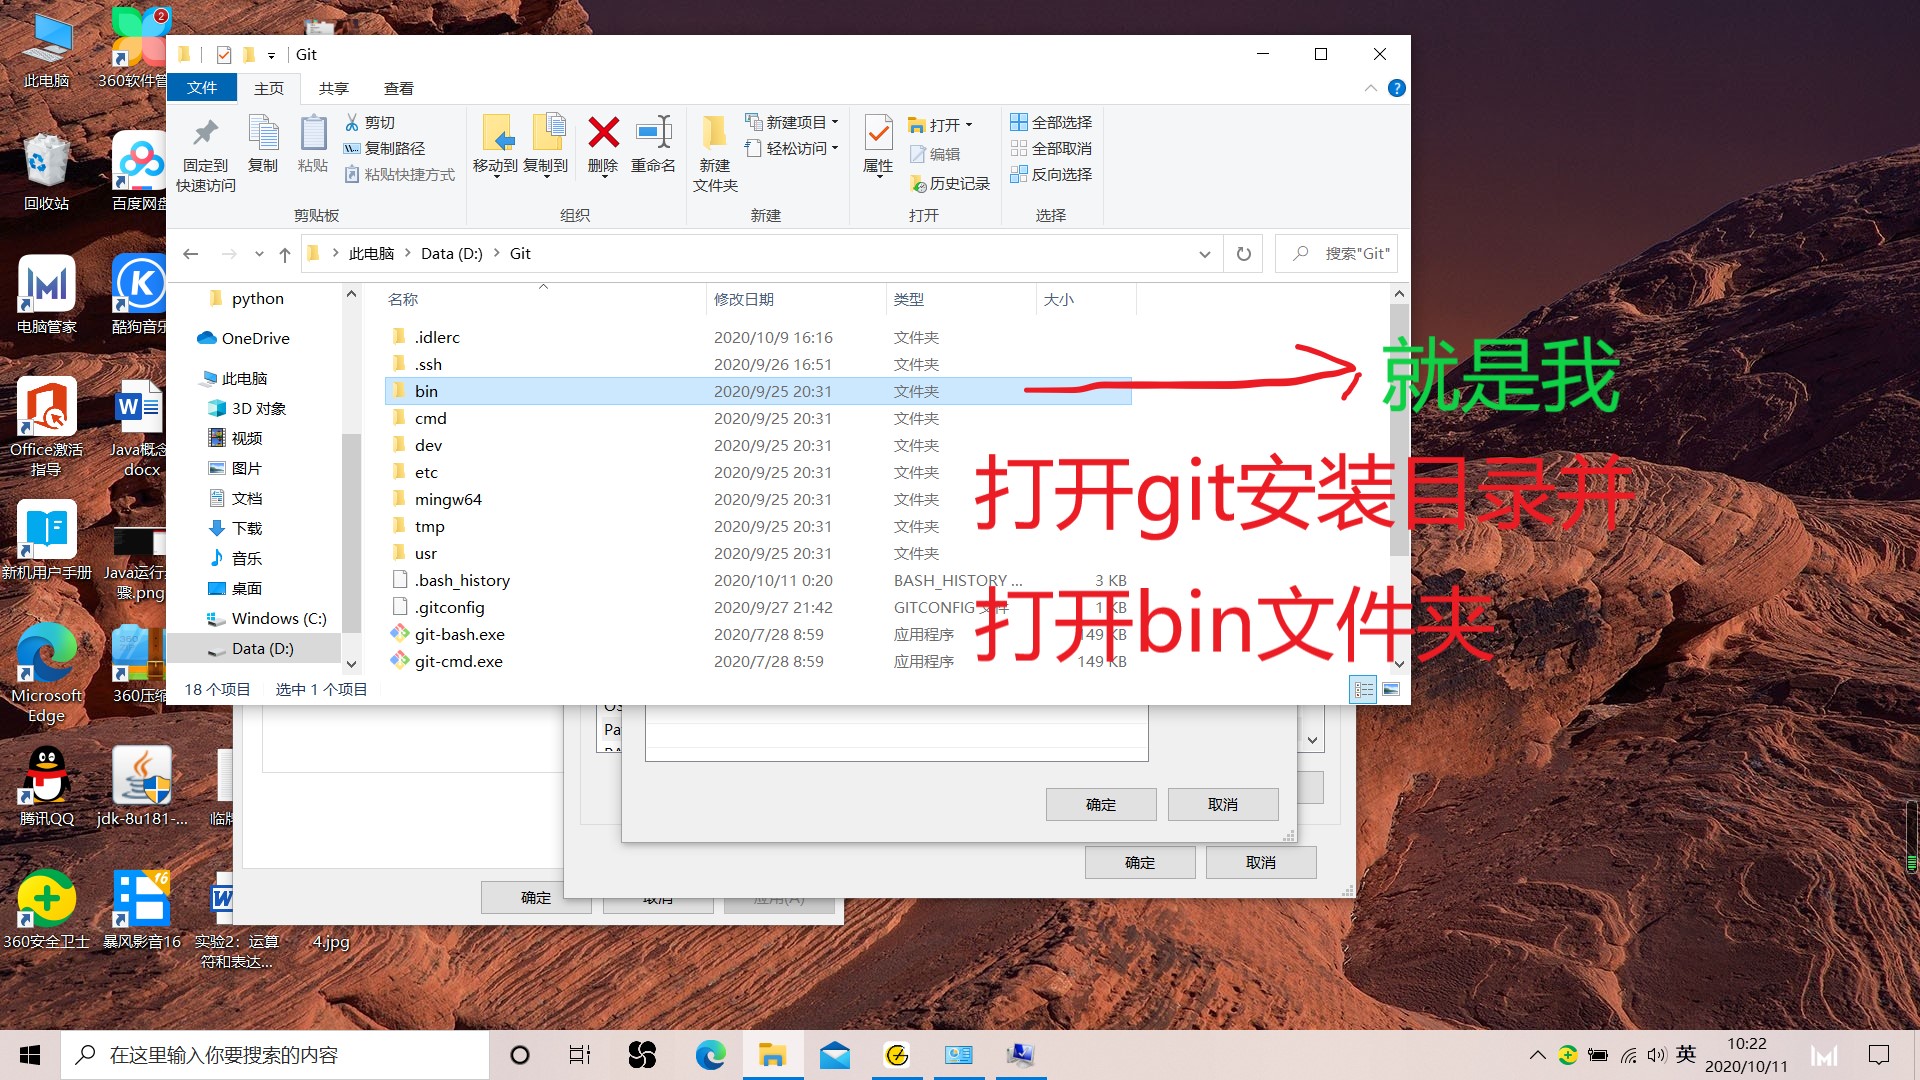 此电脑
2
360软件管
回收站
百度网盘
电脑管家
酷狗音乐
Office激活
指导
Java概念
docx
新机用户手册
Java运行
骤.png
Microsoft
Edge
360压缩
腾讯QQ
jdk-8u181-...
临牌
360安全卫士
暴风影音16
16
实验2：运算
符和表达...
4.jpg
Git
文件
主页
共享
查看
固定到
快速访问
复制
粘贴
剪切
复制路径
粘贴快捷方式
剪贴板
移动到
复制到
删除
重命名
组织
新建
文件夹
新建项目
轻松访问
新建
属性
打开
编辑
历史记录
打开
全部选择
全部取消
反向选择
选择
此电脑 > Data (D:) > Git
搜索"Git"
python
OneDrive
此电脑
3D 对象
视频
图片
文档
下载
音乐
桌面
Windows (C:)
Data (D:)
名称 修改日期 类型 大小
.idlerc 2020/10/9 16:16 文件夹
.ssh 2020/9/26 16:51 文件夹
bin 2020/9/25 20:31 文件夹
cmd 2020/9/25 20:31 文件夹
dev 2020/9/25 20:31 文件夹
etc 2020/9/25 20:31 文件夹
mingw64 2020/9/25 20:31 文件夹
tmp 2020/9/25 20:31 文件夹
usr 2020/9/25 20:31 文件夹
.bash_history 2020/10/11 0:20 BASH_HISTORY ... 3 KB
.gitconfig 2020/9/27 21:42 GITCONFIG 文件 1 KB
git-bash.exe 2020/7/28 8:59 应用程序 149 KB
git-cmd.exe 2020/7/28 8:59 应用程序 149 KB
就是我
打开git安装目录并
打开bin文件夹
18 个项目 选中 1 个项目
Pa
确定 取消
确定 取消
确定 取消 应用(A)
在这里输入你要搜索的内容
英
10:22
2020/10/11